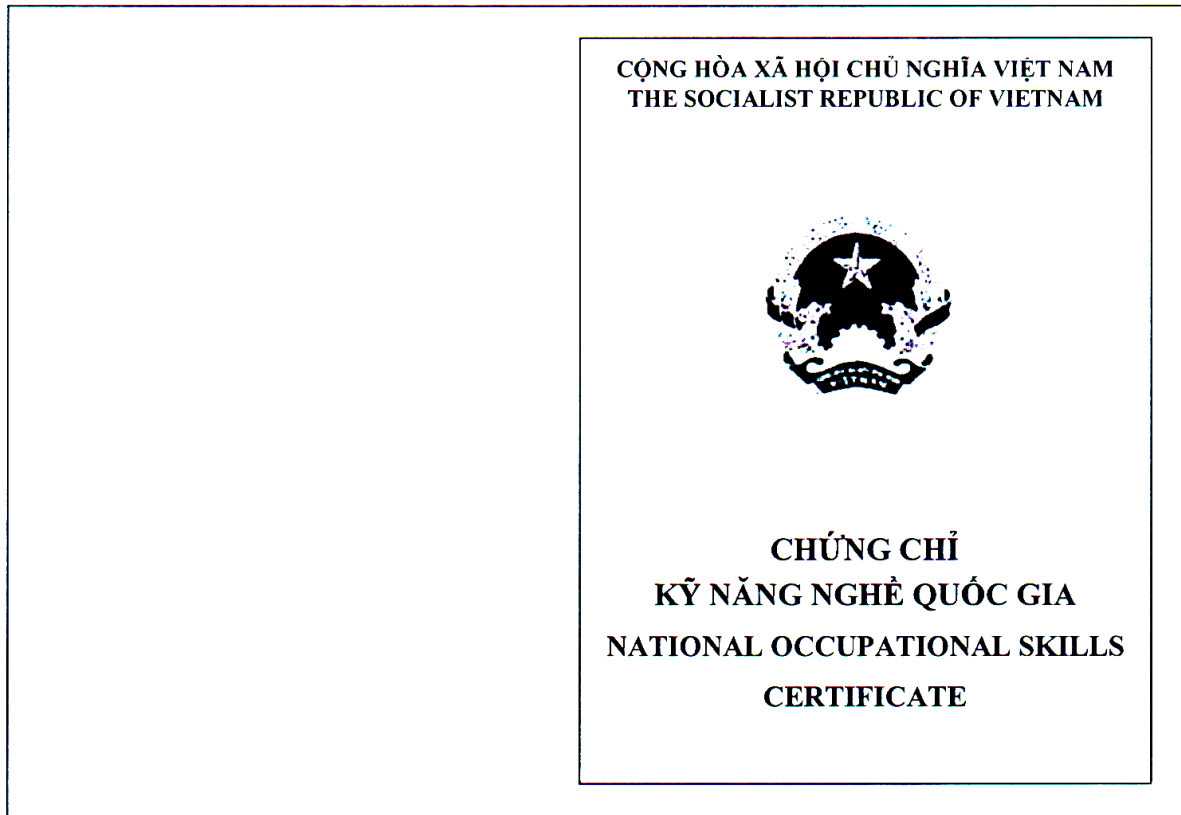 CỘNG HÒA XÃ HỘI CHỦ NGHĨA VIỆT NAM
THE SOCIALIST REPUBLIC OF VIETNAM
CHỨNG CHỈ
KỸ NĂNG NGHỀ QUỐC GIA
NATIONAL OCCUPATIONAL SKILLS
CERTIFICATE